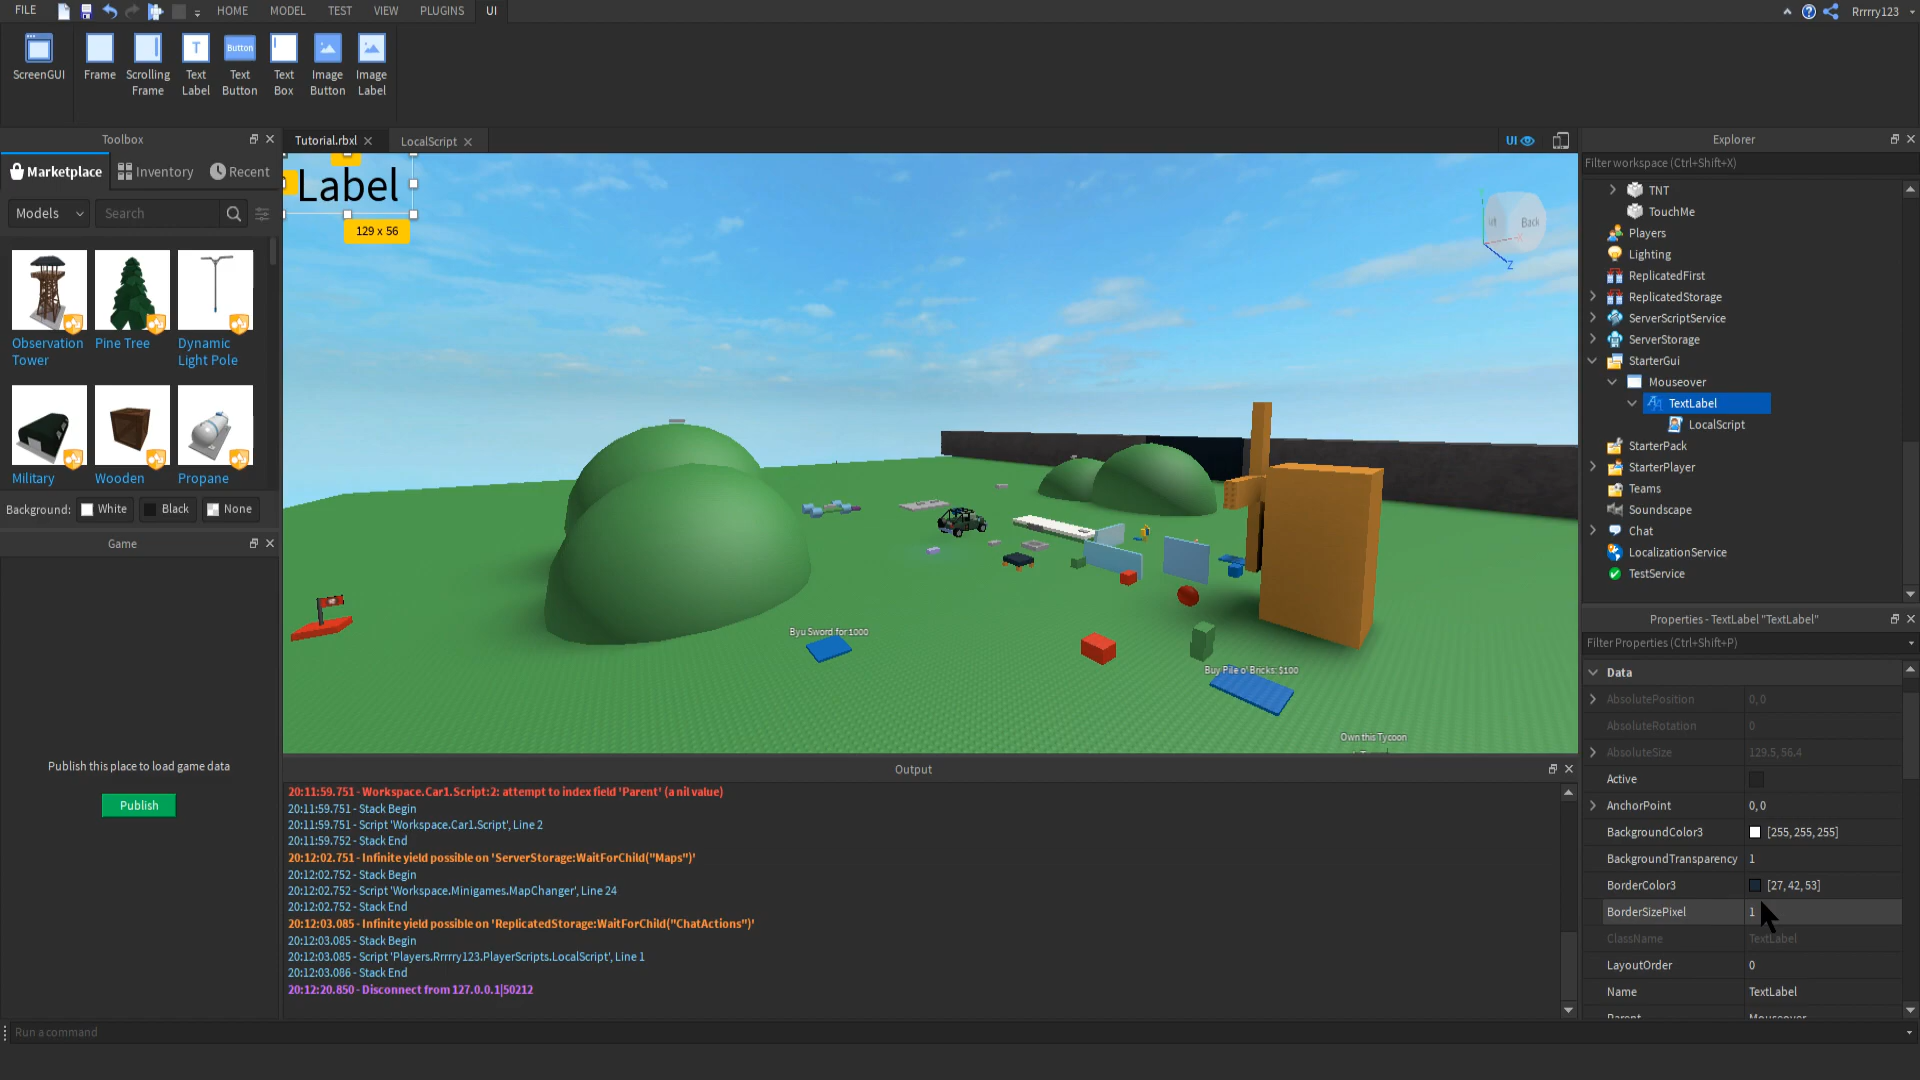 FILE HOME MODEL TEST VIEW PLUGINS UI Rrrrry123
ScreenGUI Frame Scrolling Frame Text Label Button Text Button Text Box Image Button Image Label
Toolbox
Marketplace Inventory Recent
Models Search
Observation Tower
Pine Tree
Dynamic Light Pole
Military
Wooden
Propane
Background: White Black None
Game
Publish this place to load game data
Publish
Tutorial.rbxl LocalScript UI
Label
129 x 56
Back
Z
Byu Sword for 1000
Buy Pile o' Bricks: $100
Own this Tycoon
Output
20:11:59.751 - Workspace.Car1.Script:2: attempt to index field 'Parent' (a nil value)
20:11:59.751 - Stack Begin
20:11:59.751 - Script 'Workspace.Car1.Script', Line 2
20:11:59.752 - Stack End
20:12:02.751 - Infinite yield possible on 'ServerStorage:WaitForChild("Maps")'
20:12:02.752 - Stack Begin
20:12:02.752 - Script 'Workspace.Minigames.MapChanger', Line 24
20:12:02.752 - Stack End
20:12:03.085 - Infinite yield possible on 'ReplicatedStorage:WaitForChild("ChatActions")'
20:12:03.085 - Stack Begin
20:12:03.085 - Script 'Players.Rrrrry123.PlayerScripts.LocalScript', Line 1
20:12:03.086 - Stack End
20:12:20.850 - Disconnect from 127.0.0.1|50212
Run a command
Explorer
Filter workspace (Ctrl+Shift+X)
TNT
TouchMe
Players
Lighting
ReplicatedFirst
ReplicatedStorage
ServerScriptService
ServerStorage
StarterGui
Mouseover
TextLabel
LocalScript
StarterPack
StarterPlayer
Teams
Soundscape
Chat
LocalizationService
TestService
Properties - TextLabel "TextLabel"
Filter Properties (Ctrl+Shift+P)
Data
AbsolutePosition 0, 0
AbsoluteRotation 0
AbsoluteSize 129.5, 56.4
Active
AnchorPoint 0, 0
BackgroundColor3 [255, 255, 255]
BackgroundTransparency 1
BorderColor3 [27, 42, 53]
BorderSizePixel 1
ClassName TextLabel
LayoutOrder 0
Name TextLabel
Parent Mouseover